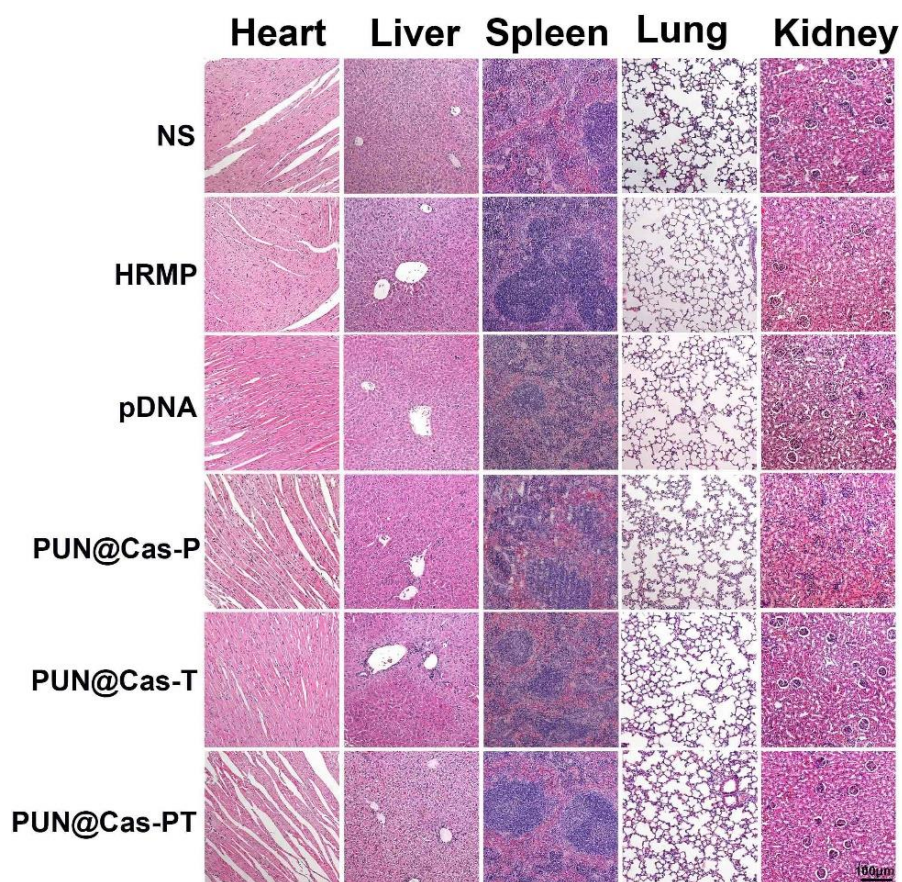 Heart Liver Spleen Lung Kidney
NS
HRMP
pDNA
PUN@Cas-P
PUN@Cas-T
PUN@Cas-PT
100μm